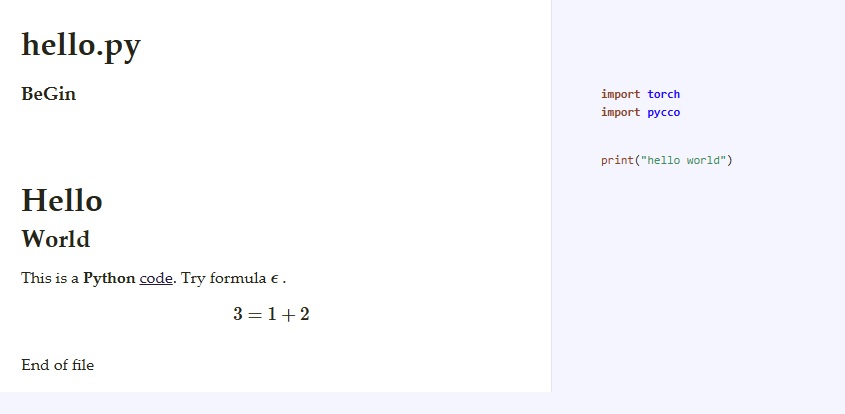 hello.py
BeGin
import torch
import pycco
print("hello world")
Hello
World
This is a Python code. Try formula ϵ .
3 = 1 + 2
End of file